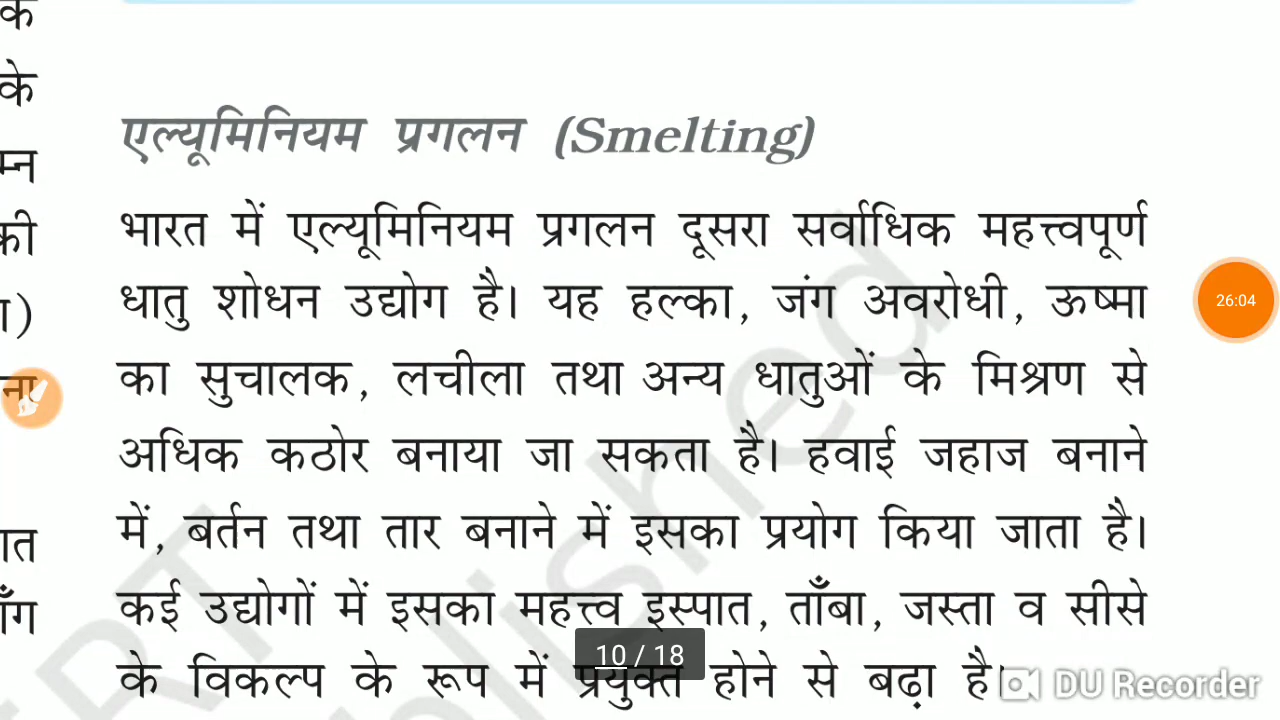 के
के
म्न
की
ा)
ना
ात
ाँग
एल्यूमिनियम प्रगलन (Smelting)
भारत में एल्यूमिनियम प्रगलन दूसरा सर्वाधिक महत्त्वपूर्ण
धातु शोधन उद्योग है। यह हल्का, जंग अवरोधी, ऊष्मा
का सुचालक, लचीला तथा अन्य धातुओं के मिश्रण से
अधिक कठोर बनाया जा सकता है। हवाई जहाज बनाने
में, बर्तन तथा तार बनाने में इसका प्रयोग किया जाता है।
कई उद्योगों में इसका महत्त्व इस्पात, ताँबा, जस्ता व सीसे
के विकल्प के रूप में प्रयुक्त होने से बढ़ा है।
10 / 18
26:04
DU Recorder